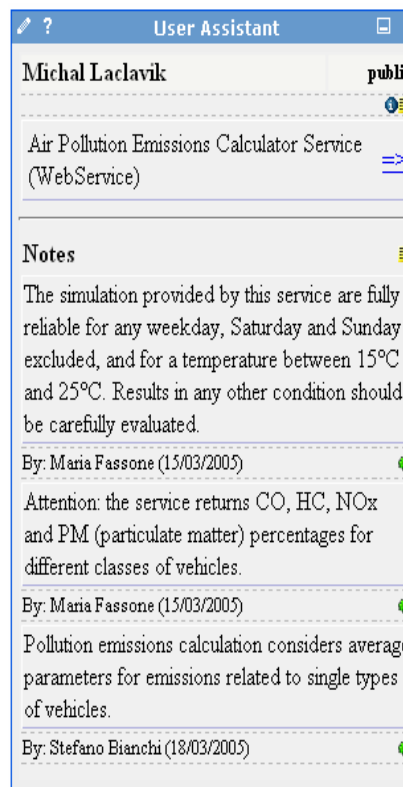 User Assistant
Michal Laclavik publi
Air Pollution Emissions Calculator Service =>
(WebService)
Notes
The simulation provided by this service are fully
reliable for any weekday, Saturday and Sunday
excluded, and for a temperature between 15°C
and 25°C. Results in any other condition should
be carefully evaluated.
By: Maria Fassone (15/03/2005)
Attention: the service returns CO, HC, NOx
and PM (particulate matter) percentages for
different classes of vehicles.
By: Maria Fassone (15/03/2005)
Pollution emissions calculation considers average
parameters for emissions related to single types
of vehicles.
By: Stefano Bianchi (18/03/2005)